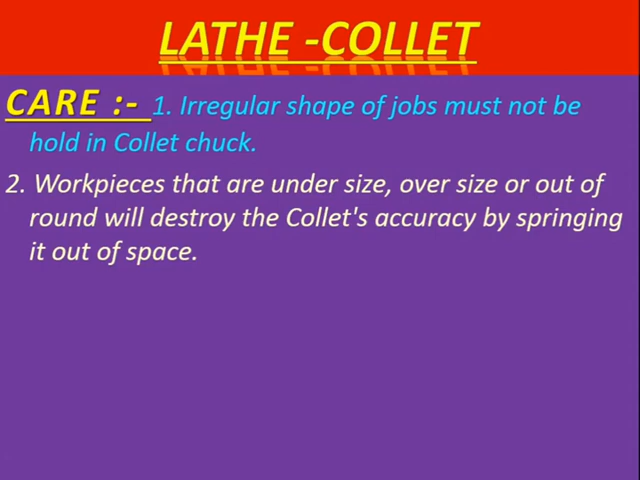 LATHE -COLLET
CARE :- 1. Irregular shape of jobs must not be
hold in Collet chuck.
2. Workpieces that are under size, over size or out of
round will destroy the Collet's accuracy by springing
it out of space.